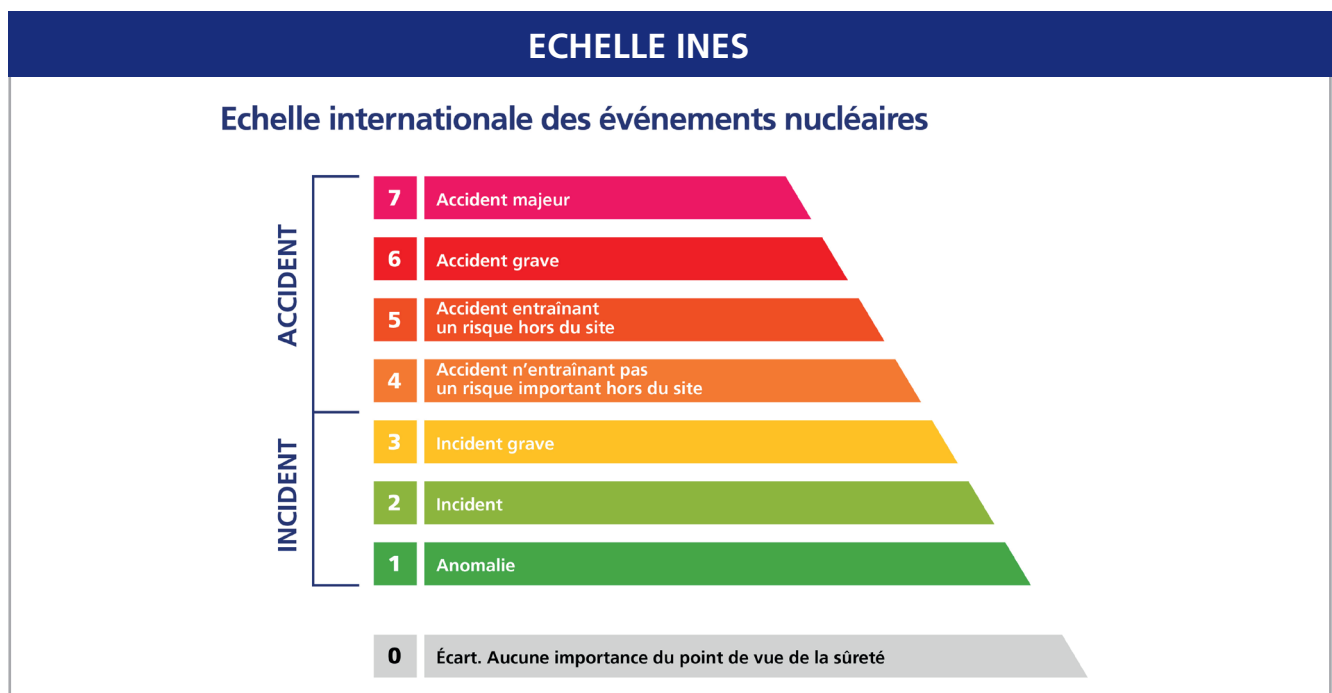 ECHELLE INES
Echelle internationale des événements nucléaires
ACCIDENT
7 Accident majeur
6 Accident grave
5 Accident entraînant
un risque hors du site
4 Accident n’entraînant pas
un risque important hors du site
INCIDENT
3 Incident grave
2 Incident
1 Anomalie
0 Écart. Aucune importance du point de vue de la sûreté